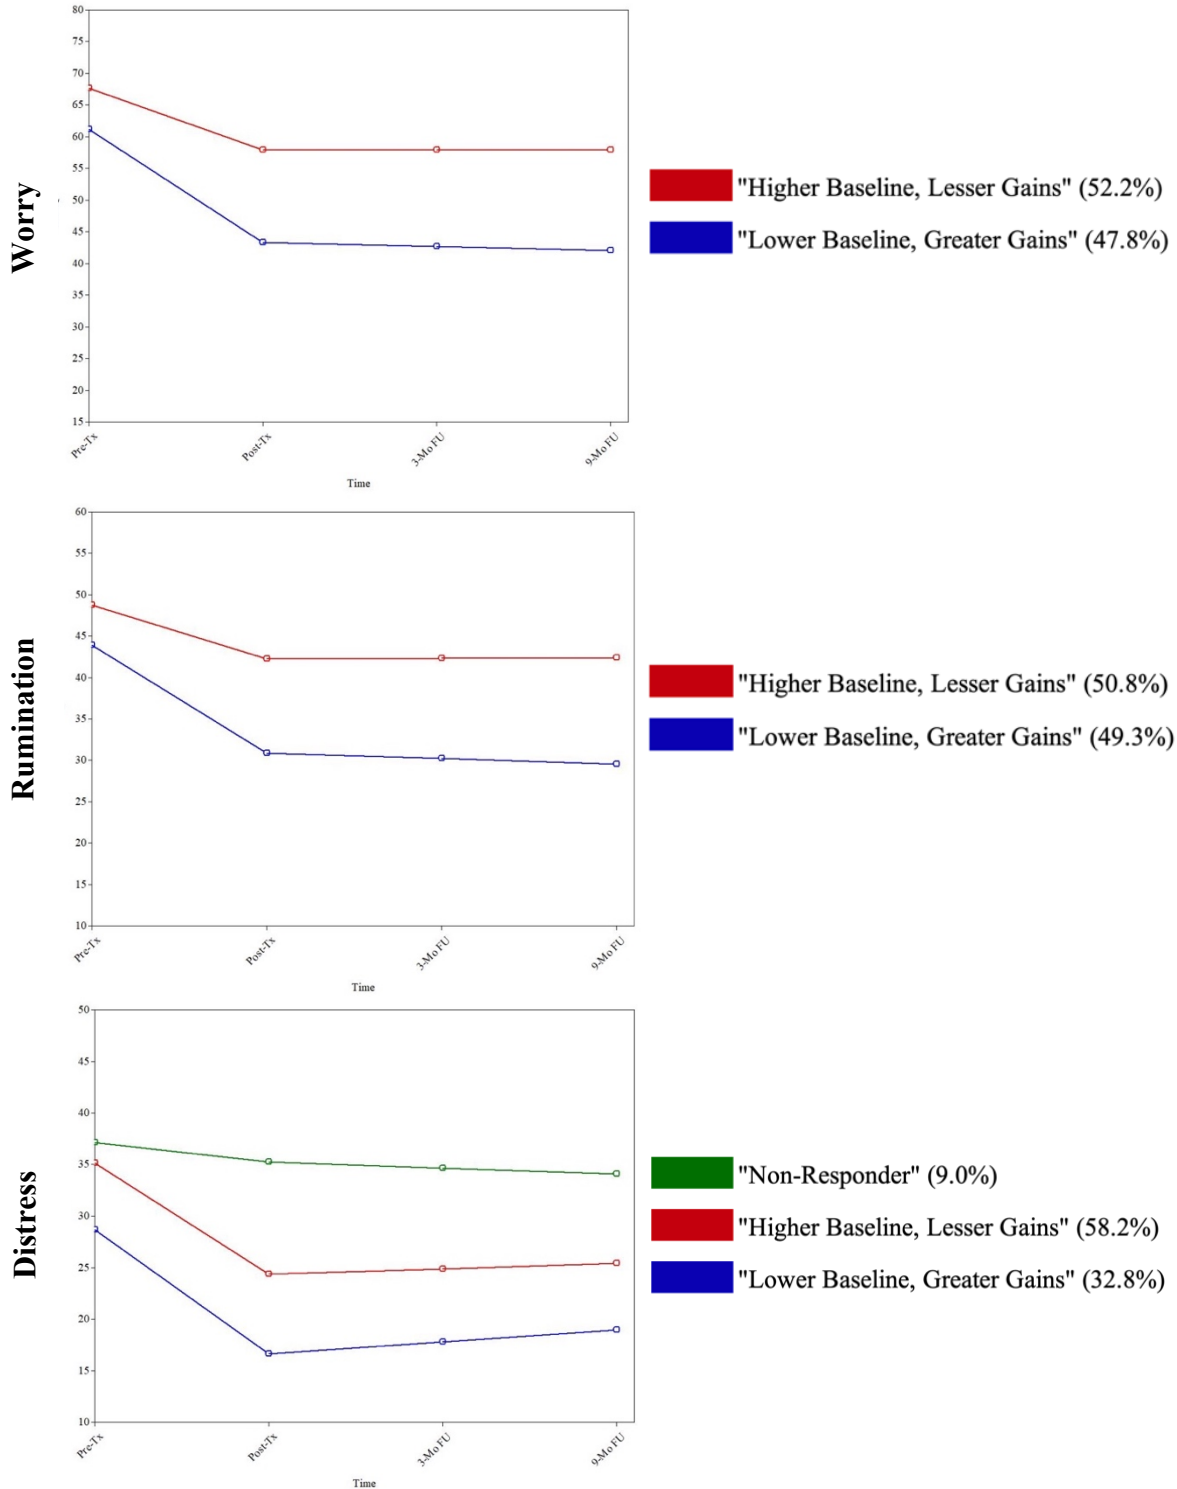 Worry
80
75
70
65
60
55
50
45
40
35
30
25
20
15
Pre-Tx
Post-Tx
3-Mo FU
9-Mo FU
Time
"Higher Baseline, Lesser Gains" (52.2%)
"Lower Baseline, Greater Gains" (47.8%)
Rumination
60
55
50
45
40
35
30
25
20
15
10
Pre-Tx
Post-Tx
3-Mo FU
9-Mo FU
Time
"Higher Baseline, Lesser Gains" (50.8%)
"Lower Baseline, Greater Gains" (49.3%)
Distress
50
45
40
35
30
25
20
15
10
Pre-Tx
Post-Tx
3-Mo FU
9-Mo FU
Time
"Non-Responder" (9.0%)
"Higher Baseline, Lesser Gains" (58.2%)
"Lower Baseline, Greater Gains" (32.8%)